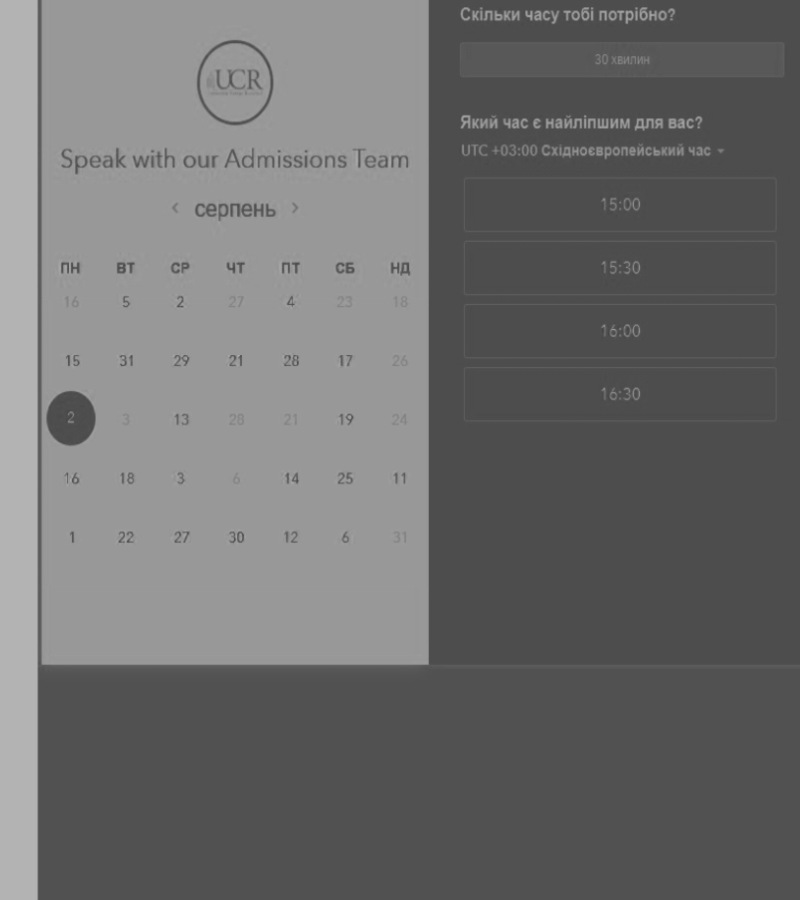 UCR
Speak with our Admissions Team
серпень
ПН ВТ СР ЧТ ПТ СБ НД
16 5 2 27 4 23 18
15 31 29 21 28 17 26
2 3 13 28 21 19 24
16 18 3 6 14 25 11
1 22 27 30 12 6 31
Скільки часу тобі потрібно?
30 хвилин
Який час є найліпшим для вас?
UTC +03:00 Східноєвропейський час
15:00
15:30
16:00
16:30